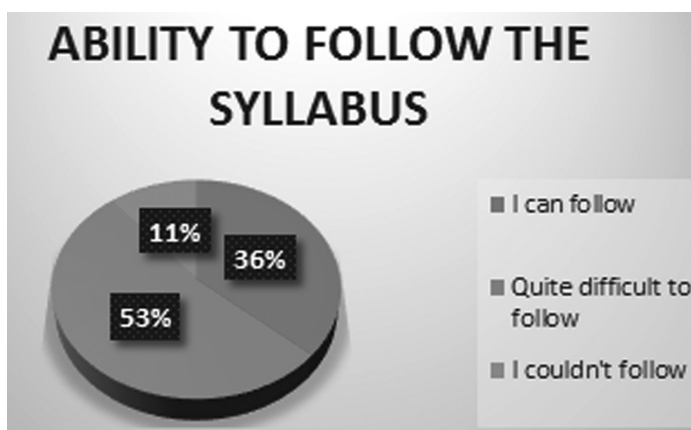 ABILITY TO FOLLOW THE
SYLLABUS
11%
36%
53%
I can follow
Quite difficult to
follow
I couldn't follow